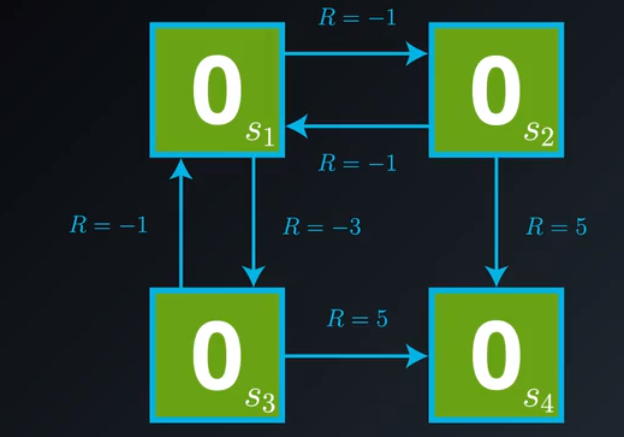 R = −1
0 s₁
0 s₂
R = −1
R = −1
R = −3
R = 5
R = 5
0 s₃
0 s₄